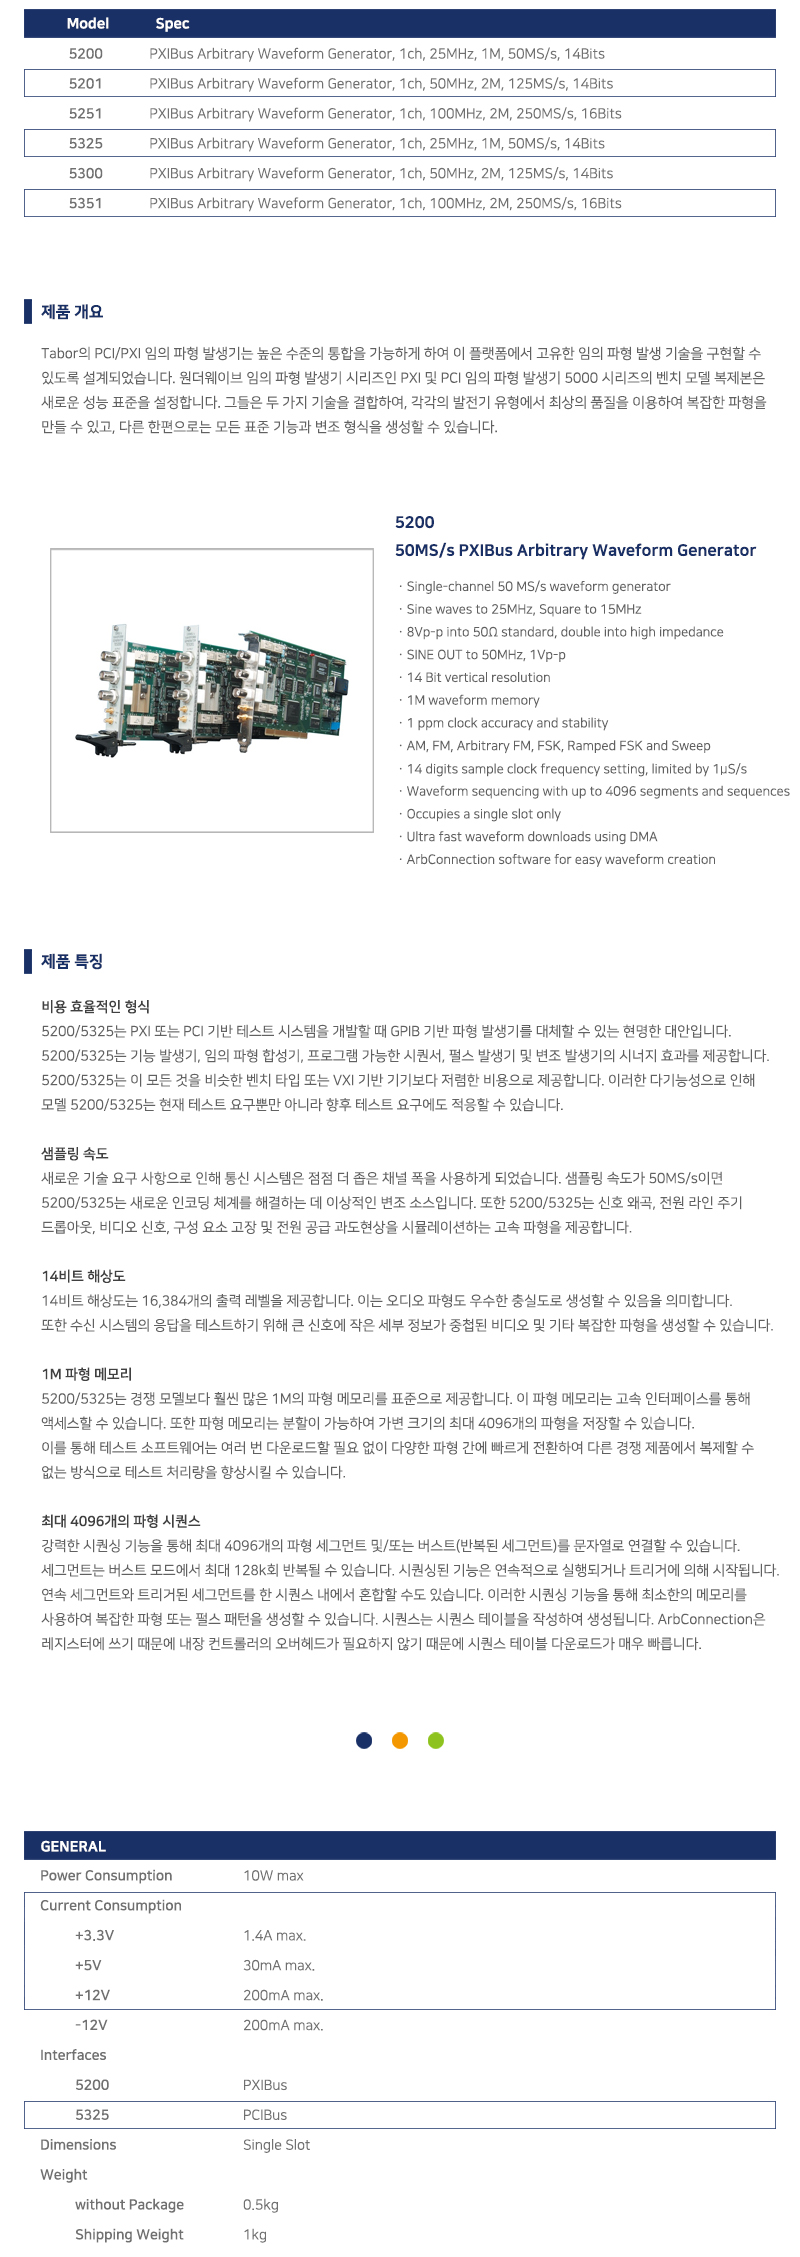 Model Spec
5200 PXIBus Arbitrary Waveform Generator, 1ch, 25MHz, 1M, 50MS/s, 14Bits
5201 PXIBus Arbitrary Waveform Generator, 1ch, 50MHz, 2M, 125MS/s, 14Bits
5251 PXIBus Arbitrary Waveform Generator, 1ch, 100MHz, 2M, 250MS/s, 16Bits
5325 PXIBus Arbitrary Waveform Generator, 1ch, 25MHz, 1M, 50MS/s, 14Bits
5300 PXIBus Arbitrary Waveform Generator, 1ch, 50MHz, 2M, 125MS/s, 14Bits
5351 PXIBus Arbitrary Waveform Generator, 1ch, 100MHz, 2M, 250MS/s, 16Bits
제품 개요
Tabor의 PCI/PXI 임의 파형 발생기는 높은 수준의 통합을 가능하게 하여 이 플랫폼에서 고유한 임의 파형 발생 기술을 구현할 수
있도록 설계되었습니다. 원더웨이브 임의 파형 발생기 시리즈인 PXI 및 PCI 임의 파형 발생기 5000 시리즈의 벤치 모델 복제본은
새로운 성능 표준을 설정합니다. 그들은 두 가지 기술을 결합하여, 각각의 발전기 유형에서 최상의 품질을 이용하여 복잡한 파형을
만들 수 있고, 다른 한편으로는 모든 표준 기능과 변조 형식을 생성할 수 있습니다.
5200
50MS/s PXIBus Arbitrary Waveform Generator
· Single-channel 50 MS/s waveform generator
· Sine waves to 25MHz, Square to 15MHz
· 8Vp-p into 50Ω standard, double into high impedance
· SINE OUT to 50MHz, 1Vp-p
· 14 Bit vertical resolution
· 1M waveform memory
· 1 ppm clock accuracy and stability
· AM, FM, Arbitrary FM, FSK, Ramped FSK and Sweep
· 14 digits sample clock frequency setting, limited by 1µS/s
· Waveform sequencing with up to 4096 segments and sequences
· Occupies a single slot only
· Ultra fast waveform downloads using DMA
· ArbConnection software for easy waveform creation
제품 특징
비용 효율적인 형식
5200/5325는 PXI 또는 PCI 기반 테스트 시스템을 개발할 때 GPIB 기반 파형 발생기를 대체할 수 있는 현명한 대안입니다.
5200/5325는 기능 발생기, 임의 파형 합성기, 프로그램 가능한 시퀀서, 펄스 발생기 및 변조 발생기의 시너지 효과를 제공합니다.
5200/5325는 이 모든 것을 비슷한 벤치 타입 또는 VXI 기반 기기보다 저렴한 비용으로 제공합니다. 이러한 다기능성으로 인해
모델 5200/5325는 현재 테스트 요구뿐만 아니라 향후 테스트 요구에도 적응할 수 있습니다.
샘플링 속도
새로운 기술 요구 사항으로 인해 통신 시스템은 점점 더 좁은 채널 폭을 사용하게 되었습니다. 샘플링 속도가 50MS/s이면
5200/5325는 새로운 인코딩 체계를 해결하는 데 이상적인 변조 소스입니다. 또한 5200/5325는 신호 왜곡, 전원 라인 주기
드롭아웃, 비디오 신호, 구성 요소 고장 및 전원 공급 과도현상을 시뮬레이션하는 고속 파형을 제공합니다.
14비트 해상도
14비트 해상도는 16,384개의 출력 레벨을 제공합니다. 이는 오디오 파형도 우수한 충실도로 생성할 수 있음을 의미합니다.
또한 수신 시스템의 응답을 테스트하기 위해 큰 신호에 작은 세부 정보가 중첩된 비디오 및 기타 복잡한 파형을 생성할 수 있습니다.
1M 파형 메모리
5200/5325는 경쟁 모델보다 훨씬 많은 1M의 파형 메모리를 표준으로 제공합니다. 이 파형 메모리는 고속 인터페이스를 통해
액세스할 수 있습니다. 또한 파형 메모리는 분할이 가능하여 가변 크기의 최대 4096개의 파형을 저장할 수 있습니다.
이를 통해 테스트 소프트웨어는 여러 번 다운로드할 필요 없이 다양한 파형 간에 빠르게 전환하여 다른 경쟁 제품에서 복제할 수
없는 방식으로 테스트 처리량을 향상시킬 수 있습니다.
최대 4096개의 파형 시퀀스
강력한 시퀀싱 기능을 통해 최대 4096개의 파형 세그먼트 및/또는 버스트(반복된 세그먼트)를 문자열로 연결할 수 있습니다.
세그먼트는 버스트 모드에서 최대 128k회 반복될 수 있습니다. 시퀀싱된 기능은 연속적으로 실행되거나 트리거에 의해 시작됩니다.
연속 세그먼트와 트리거된 세그먼트를 한 시퀀스 내에서 혼합할 수도 있습니다. 이러한 시퀀싱 기능을 통해 최소한의 메모리를
사용하여 복잡한 파형 또는 펄스 패턴을 생성할 수 있습니다. 시퀀스는 시퀀스 테이블을 작성하여 생성됩니다. ArbConnection은
레지스터에 쓰기 때문에 내장 컨트롤러의 오버헤드가 필요하지 않기 때문에 시퀀스 테이블 다운로드가 매우 빠릅니다.
GENERAL
Power Consumption 10W max
Current Consumption
+3.3V 1.4A max.
+5V 30mA max.
+12V 200mA max.
-12V 200mA max.
Interfaces
5200 PXIBus
5325 PCIBus
Dimensions Single Slot
Weight
without Package 0.5kg
Shipping Weight 1kg